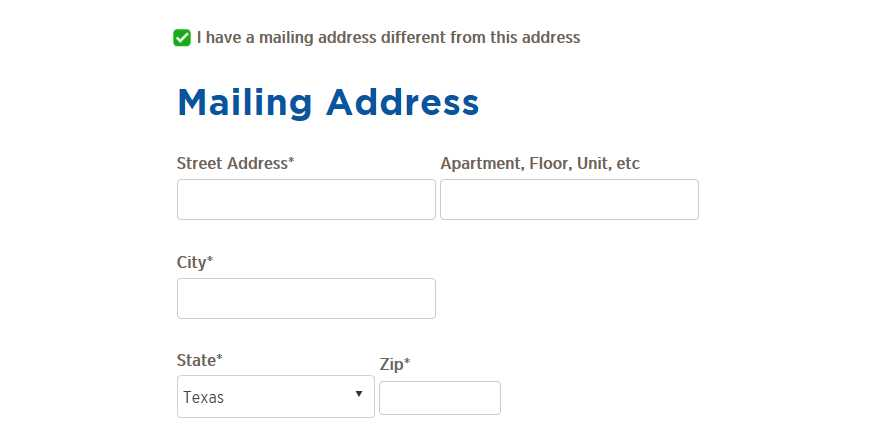 I have a mailing address different from this address
Mailing Address
Street Address* Apartment, Floor, Unit, etc
City*
State* Zip*
Texas